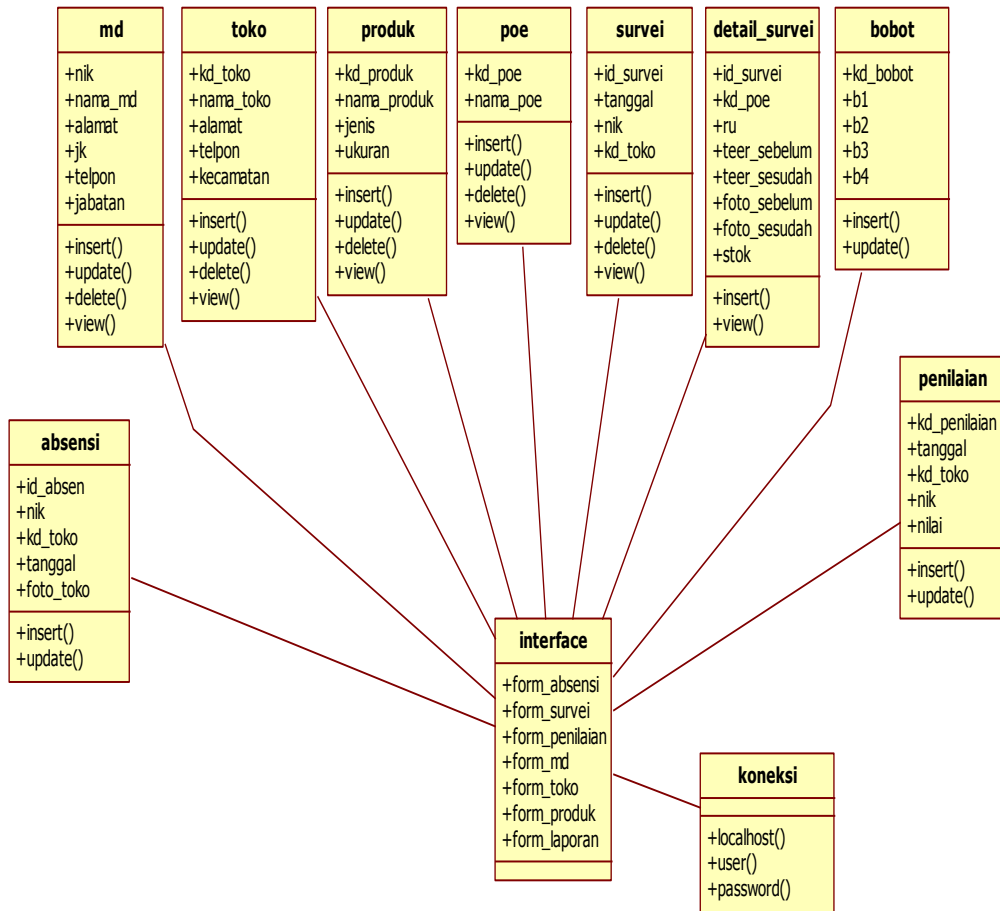 md
+nik
+nama_md
+alamat
+jk
+telpon
+jabatan
+insert()
+update()
+delete()
+view()
toko
+kd_toko
+nama_toko
+alamat
+telpon
+kecamatan
+insert()
+update()
+delete()
+view()
produk
+kd_produk
+nama_produk
+jenis
+ukuran
+insert()
+update()
+delete()
+view()
poe
+kd_poe
+nama_poe
+insert()
+update()
+delete()
+view()
survei
+id_survei
+tanggal
+nik
+kd_toko
+insert()
+update()
+delete()
+view()
detail_survei
+id_survei
+kd_poe
+ru
+teer_sebelum
+teer_sesudah
+foto_sebelum
+foto_sesudah
+stok
+insert()
+view()
bobot
+kd_bobot
+b1
+b2
+b3
+b4
+insert()
+update()
penilaian
+kd_penilaian
+tanggal
+kd_toko
+nik
+nilai
+insert()
+update()
absensi
+id_absen
+nik
+kd_toko
+tanggal
+foto_toko
+insert()
+update()
interface
+form_absensi
+form_survei
+form_penilaian
+form_md
+form_toko
+form_produk
+form_laporan
koneksi
+localhost()
+user()
+password()